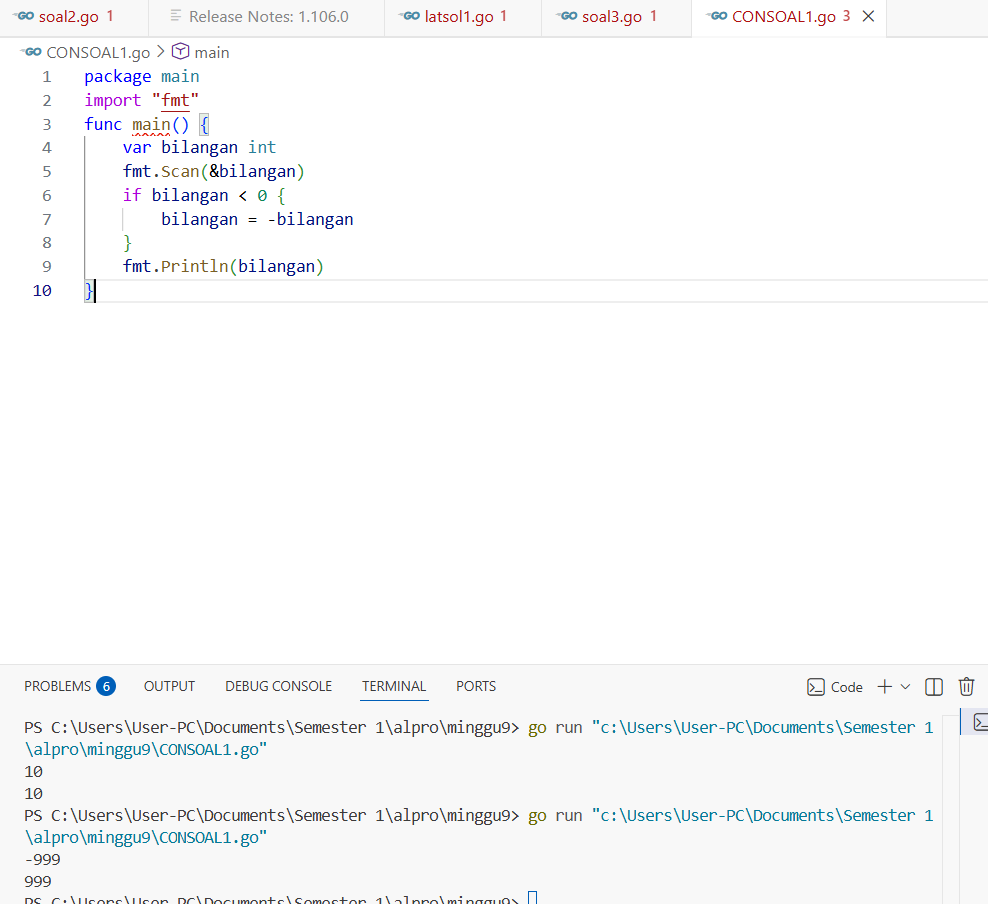 GO soal2.go 1 Release Notes: 1.106.0 GO latsol1.go 1 GO soal3.go 1 GO CONSOAL1.go 3
GO CONSOAL1.go > main
1 package main
2 import "fmt"
3 func main() {
4 var bilangan int
5 fmt.Scan(&bilangan)
6 if bilangan < 0 {
7 bilangan = -bilangan
8 }
9 fmt.Println(bilangan)
10 }
PROBLEMS 6 OUTPUT DEBUG CONSOLE TERMINAL PORTS Code
PS C:\Users\User-PC\Documents\Semester 1\alpro\minggu9> go run "c:\Users\User-PC\Documents\Semester 1
\alpro\minggu9\CONSOAL1.go"
10
10
PS C:\Users\User-PC\Documents\Semester 1\alpro\minggu9> go run "c:\Users\User-PC\Documents\Semester 1
\alpro\minggu9\CONSOAL1.go"
-999
999
PS C:\Users\User-PC\Documents\Semester 1\alpro\minggu9>